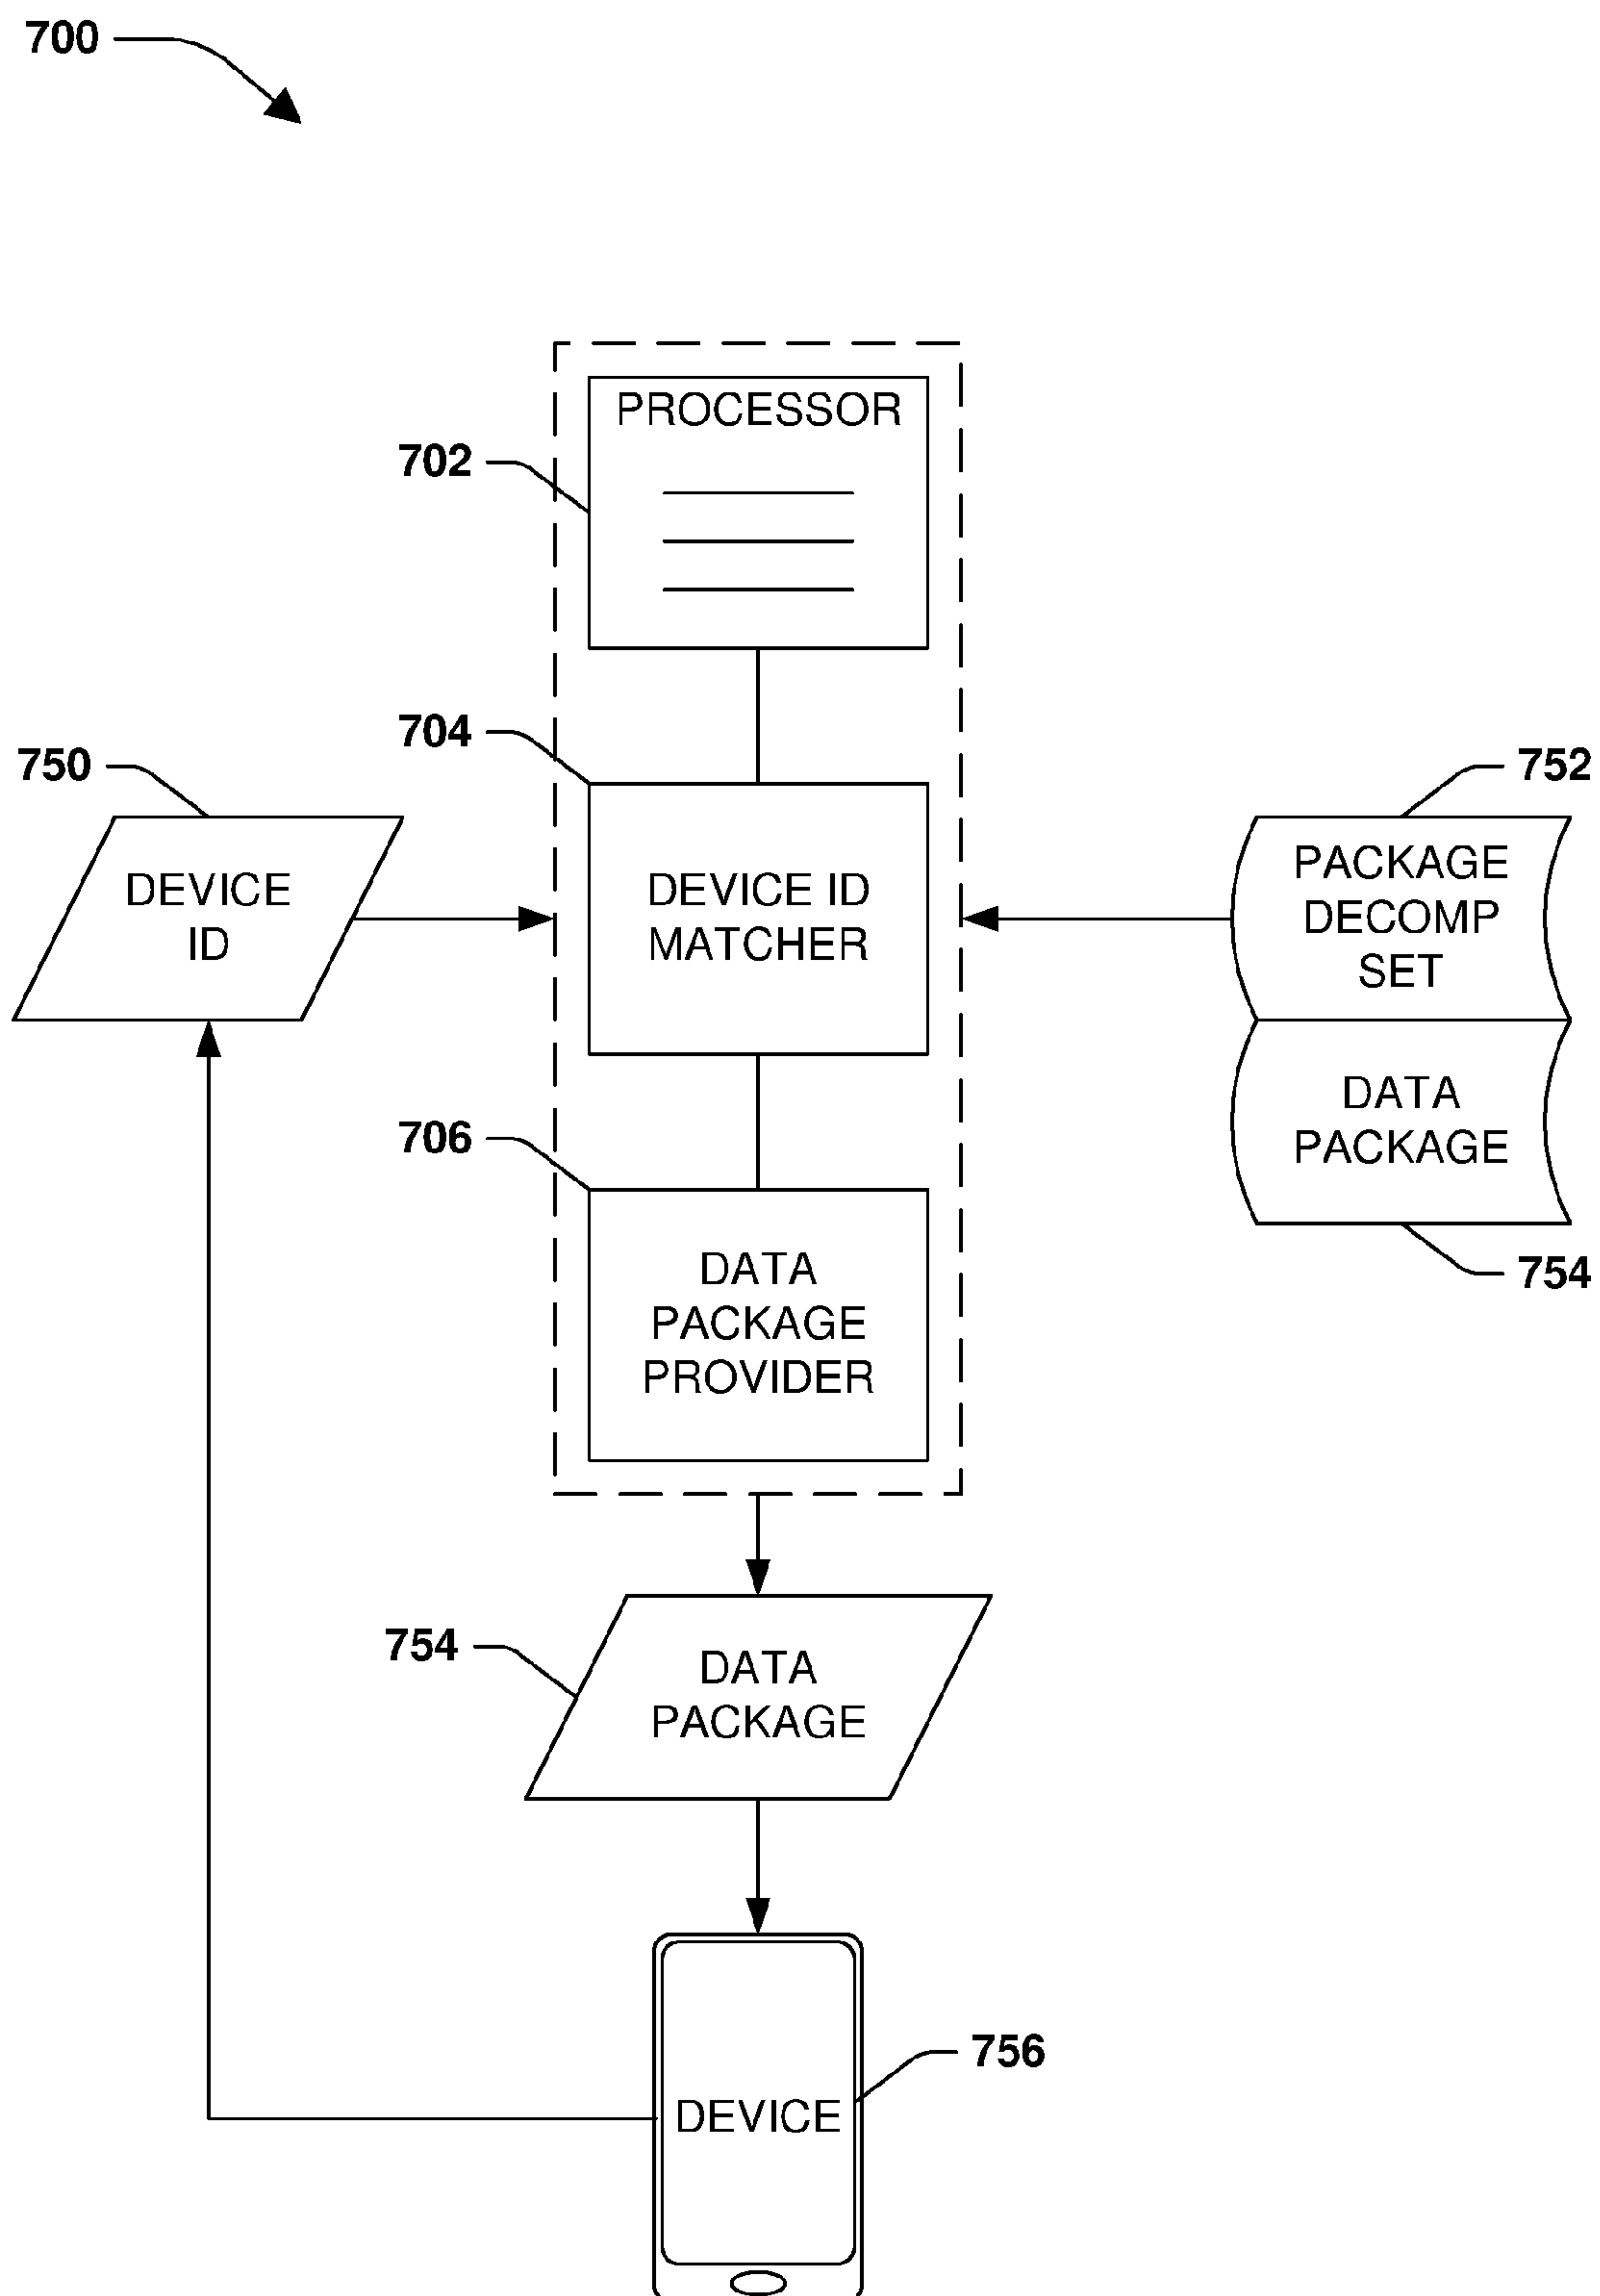 700
PROCESSOR
702
704
750
752
DEVICE
ID
DEVICE ID
MATCHER
PACKAGE
DECOMP
SET
DATA
PACKAGE
706
754
DATA
PACKAGE
PROVIDER
754
DATA
PACKAGE
756
DEVICE